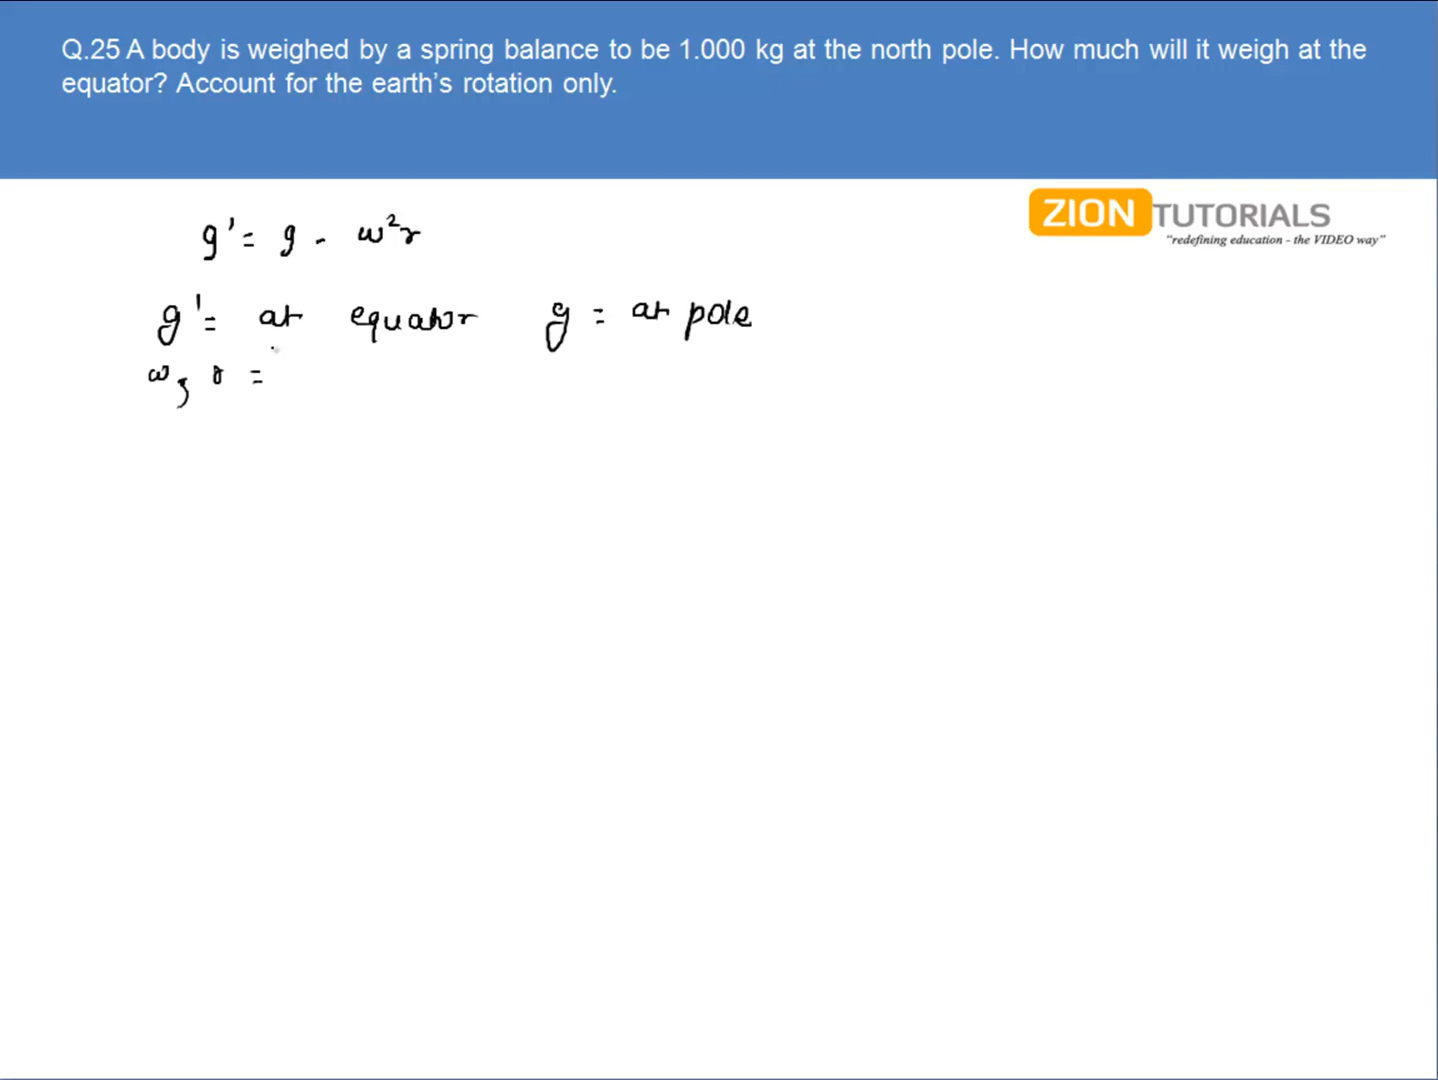 Q.25 A body is weighed by a spring balance to be 1.000 kg at the north pole. How much will it weigh at the
equator? Account for the earth's rotation only.
ZION TUTORIALS
"redefining education - the VIDEO way"
g' = g - ω²r
g' = at equator g = at pole
ω, r =